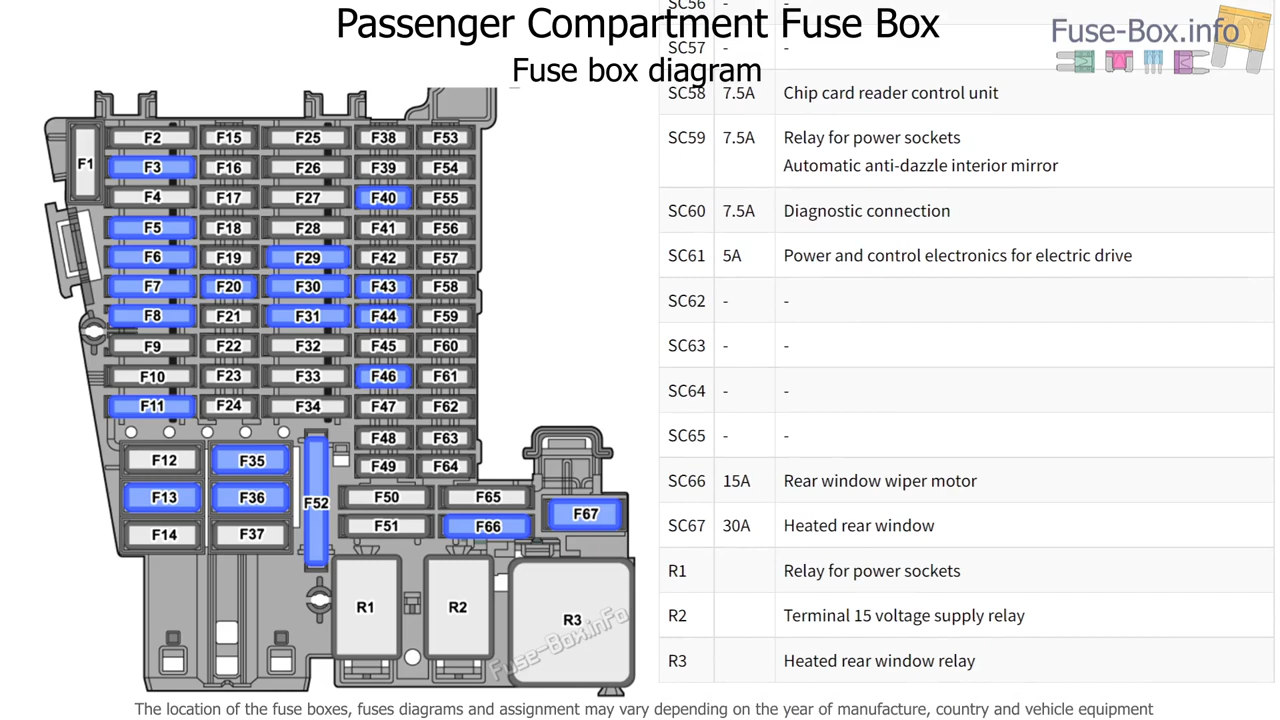 Passenger Compartment Fuse Box
Fuse box diagram
Fuse-Box.info
F1
F2 F15 F25 F38 F53
F3 F16 F26 F39 F54
F4 F17 F27 F40 F55
F5 F18 F28 F41 F56
F6 F19 F29 F42 F57
F7 F20 F30 F43 F58
F8 F21 F31 F44 F59
F9 F22 F32 F45 F60
F10 F23 F33 F46 F61
F11 F24 F34 F47 F62
F48 F63
F49 F64
F12 F35
F13 F36
F14 F37
F52
F50 F65
F51 F66
F67
R1 R2 R3
Fuse-Box.inFo
SC56 - -
SC57 - -
SC58 7.5A Chip card reader control unit
SC59 7.5A Relay for power sockets
Automatic anti-dazzle interior mirror
SC60 7.5A Diagnostic connection
SC61 5A Power and control electronics for electric drive
SC62 - -
SC63 - -
SC64 - -
SC65 - -
SC66 15A Rear window wiper motor
SC67 30A Heated rear window
R1 Relay for power sockets
R2 Terminal 15 voltage supply relay
R3 Heated rear window relay
The location of the fuse boxes, fuses diagrams and assignment may vary depending on the year of manufacture, country and vehicle equipment